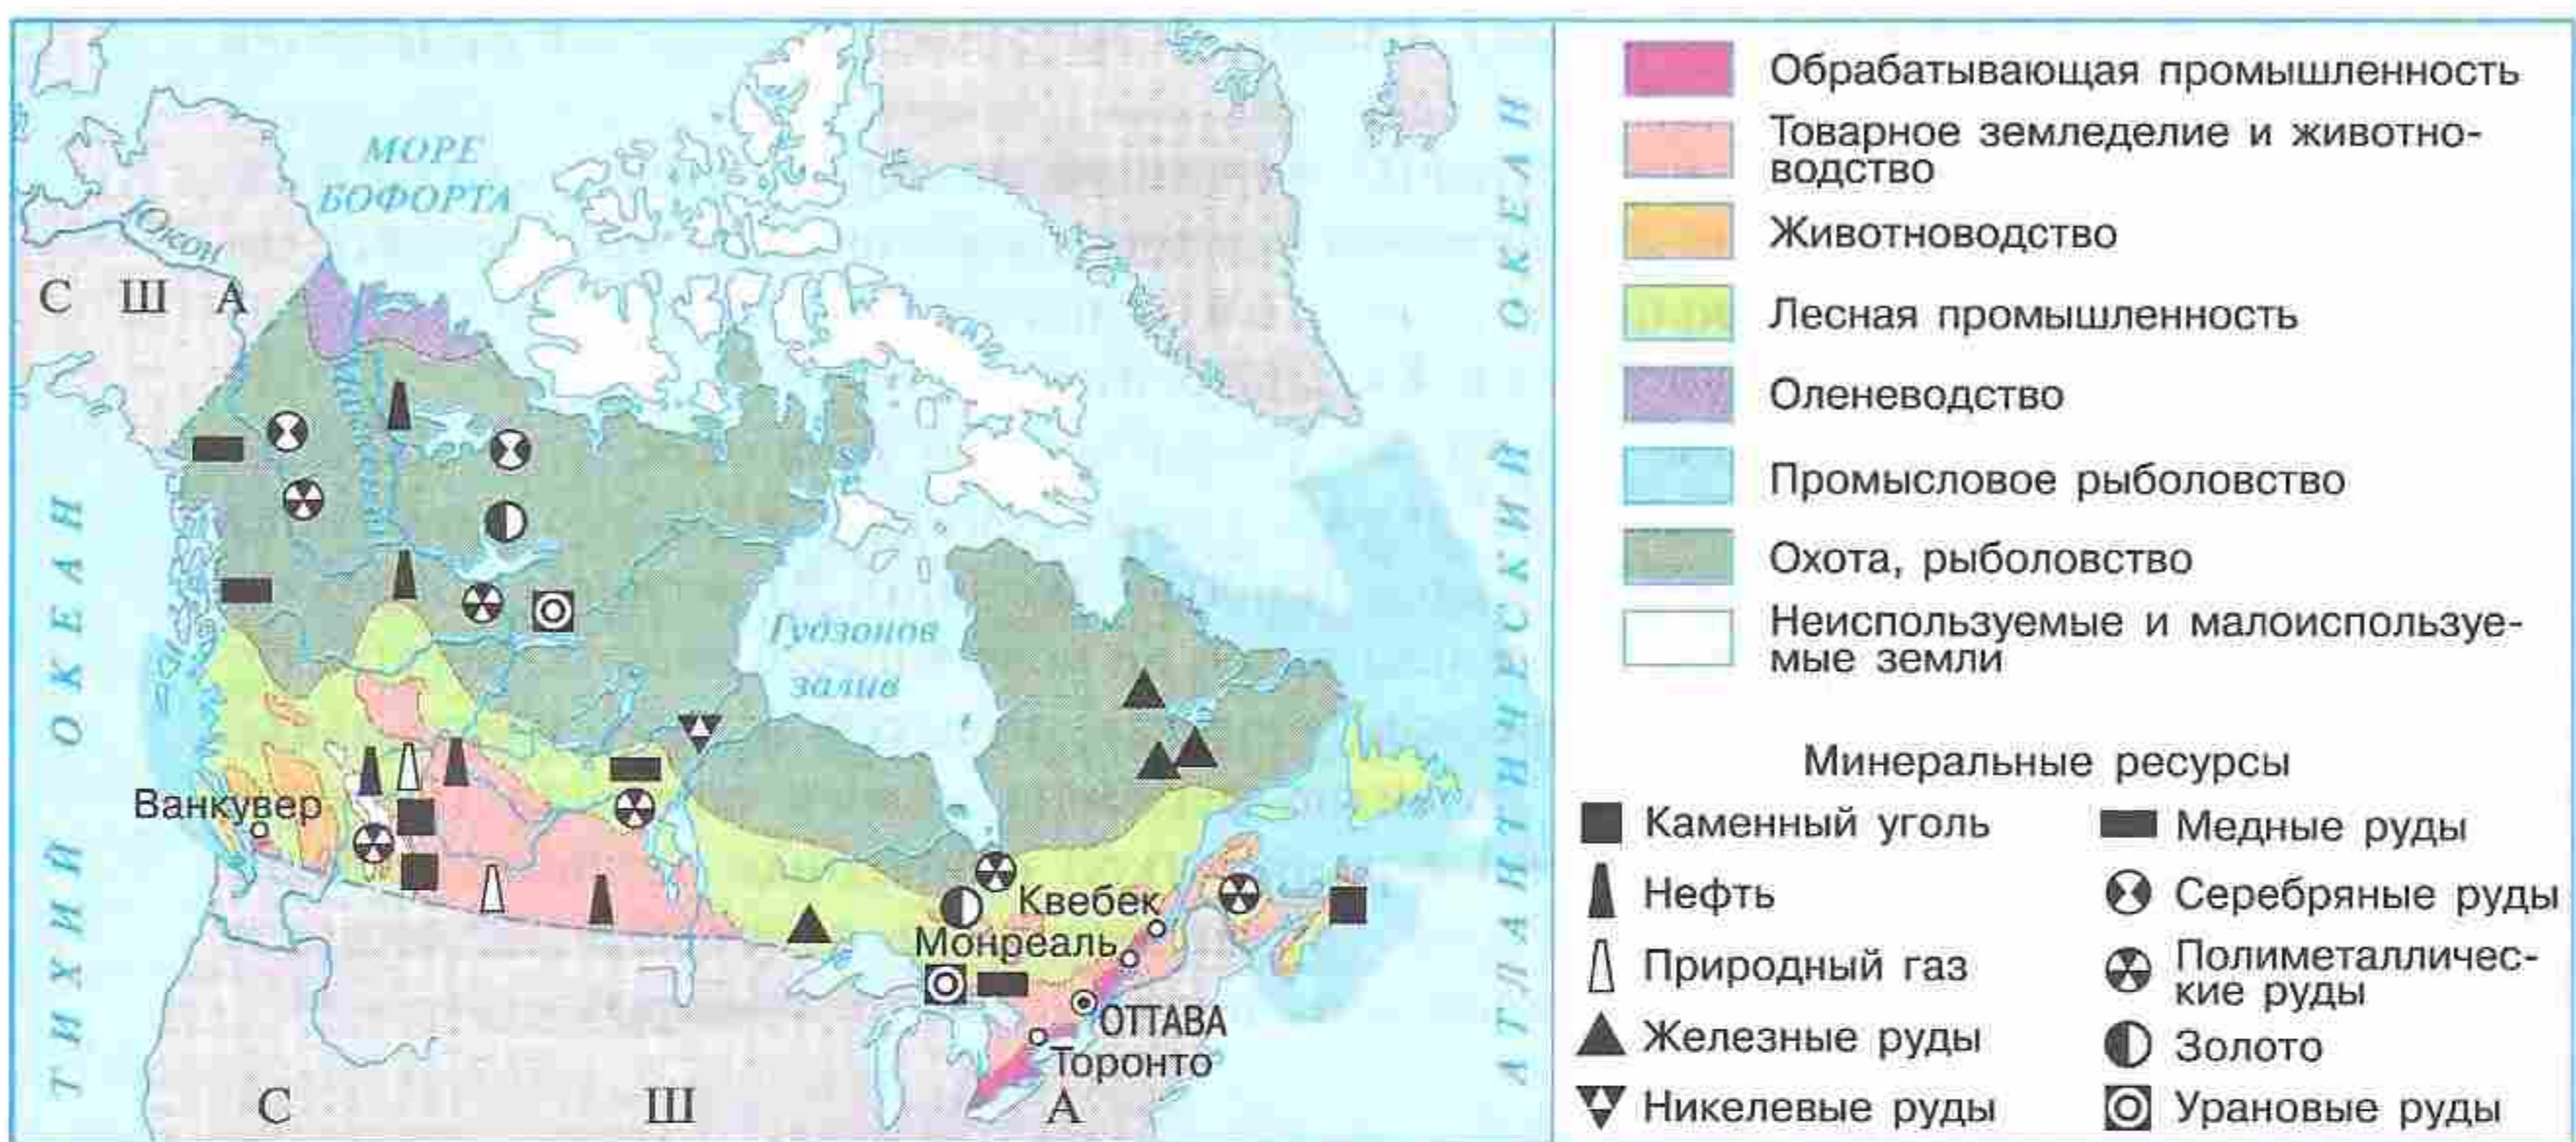 МОРЕ
БОФОРТА
Юкон
С Ш А
ТИХИЙ ОКЕАН
АТЛАНТИЧЕСКИЙ ОКЕАН
Гудзонов
залив
Ванкувер
Квебек
Монреаль
ОТТАВА
Торонто
С Ш А
Обрабатывающая промышленность
Товарное земледелие и животно-
водство
Животноводство
Лесная промышленность
Оленеводство
Промысловое рыболовство
Охота, рыболовство
Неиспользуемые и малоиспользуе-
мые земли
Минеральные ресурсы
Каменный уголь
Нефть
Природный газ
Железные руды
Никелевые руды
Медные руды
Серебряные руды
Полиметалличес-
кие руды
Золото
Урановые руды